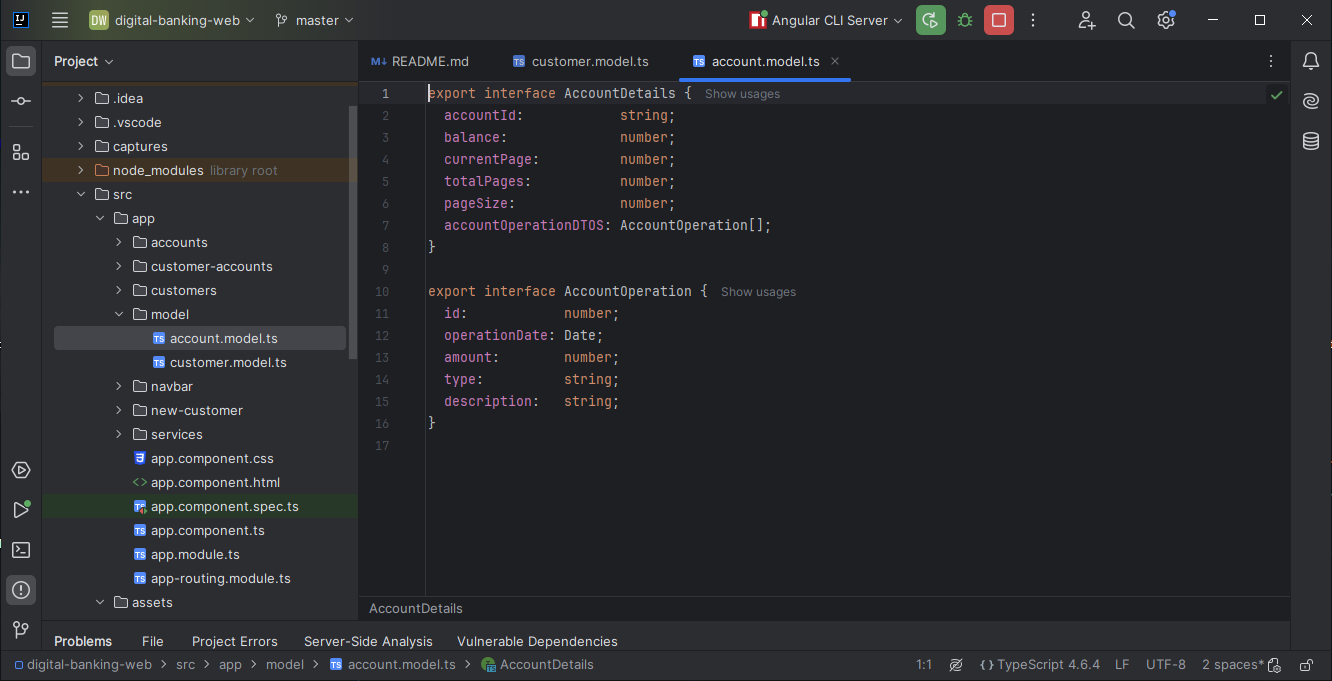 DW digital-banking-web master Angular CLI Server
Project
README.md customer.model.ts account.model.ts
.idea
.vscode
captures
node_modules library root
src
app
accounts
customer-accounts
customers
model
account.model.ts
customer.model.ts
navbar
new-customer
services
app.component.css
app.component.html
app.component.spec.ts
app.component.ts
app.module.ts
app-routing.module.ts
assets
1 export interface AccountDetails { Show usages
2 accountId: string;
3 balance: number;
4 currentPage: number;
5 totalPages: number;
6 pageSize: number;
7 accountOperationDTOS: AccountOperation[];
8 }
9
10 export interface AccountOperation { Show usages
11 id: number;
12 operationDate: Date;
13 amount: number;
14 type: string;
15 description: string;
16 }
17
AccountDetails
Problems File Project Errors Server-Side Analysis Vulnerable Dependencies
digital-banking-web > src > app > model > account.model.ts > AccountDetails 1:1 {} TypeScript 4.6.4 LF UTF-8 2 spaces*